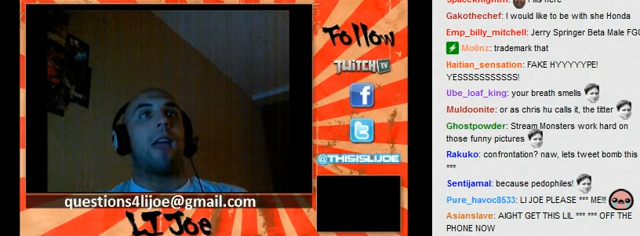 Follow
TWITCH TV
@THISISLIJOE
questions4lijoe@gmail.com
LI JOE
Gakothechef: I would like to be with she Honda
Emp_billy_mitchell: Jerry Springer Beta Male FGC
Mo0nz: trademark that
Haitian_sensation: FAKE HYYYYYPE!
YESSSSSSSSSSS!
Ube_loaf_king: your breath smells
Muldoonite: or as chris hu calls it, the titter
Ghostpowder: Stream Monsters work hard on
those funny pictures
Rakuko: confrontation? naw, lets tweet bomb this
***
Sentijamal: because pedophiles!
Pure_havoc8533: LI JOE PLEASE *** ME!!!
Asianslave: AIGHT GET THIS LIL *** *** OFF THE
PHONE NOW